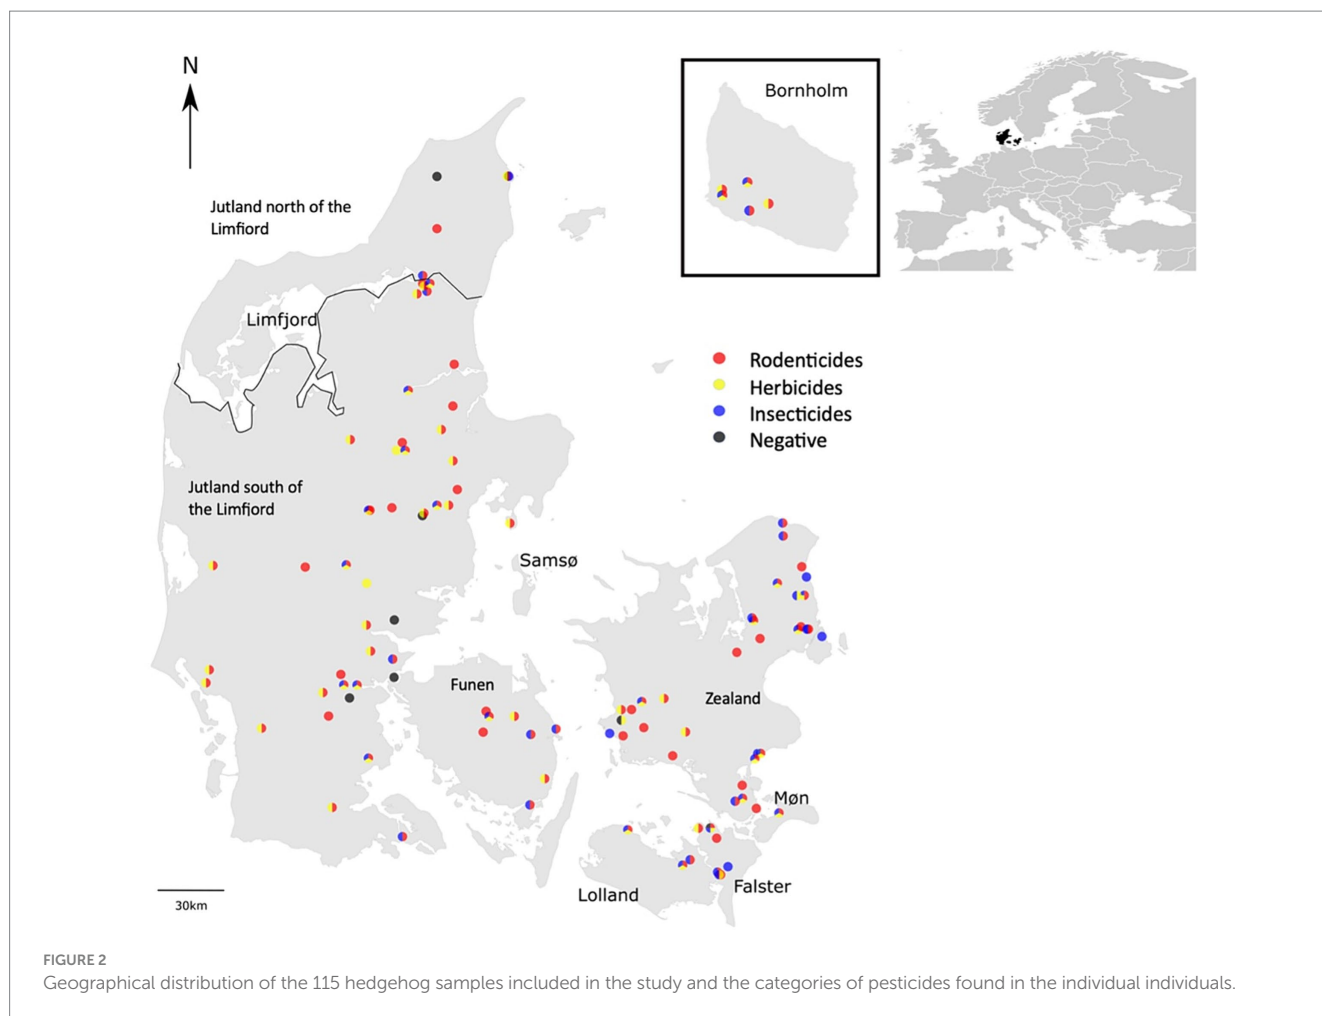 N
Bornholm
Jutland north of the
Limfiord
Limfjord
Rodenticides
Herbicides
Insecticides
Negative
Jutland south of
the Limfiord
Samsø
Funen
Zealand
Møn
Lolland
Falster
30km
FIGURE 2
Geographical distribution of the 115 hedgehog samples included in the study and the categories of pesticides found in the individual individuals.